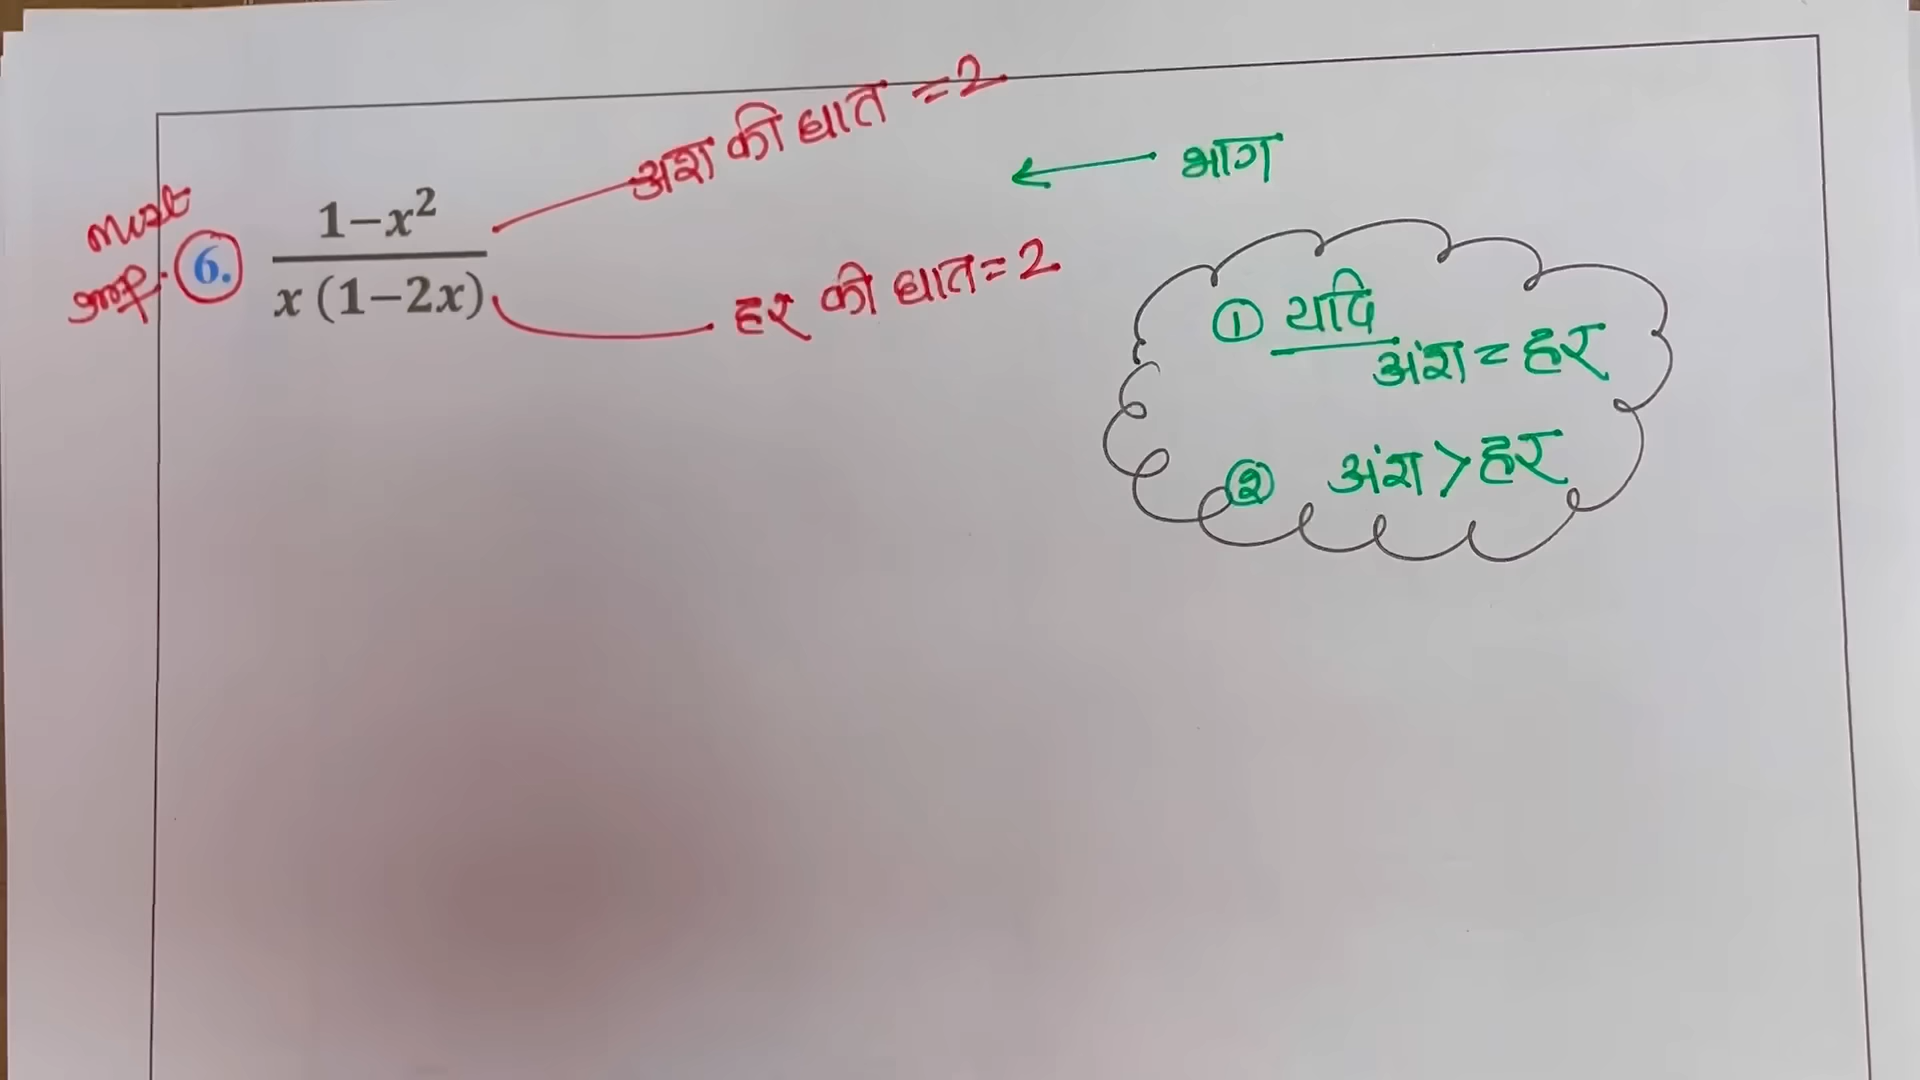 अंश की घात = 2
← भाग
most
imp. 6. 1−x²
x (1−2x)
हर की घात = 2
① यदि
अंश = हर
② अंश > हर